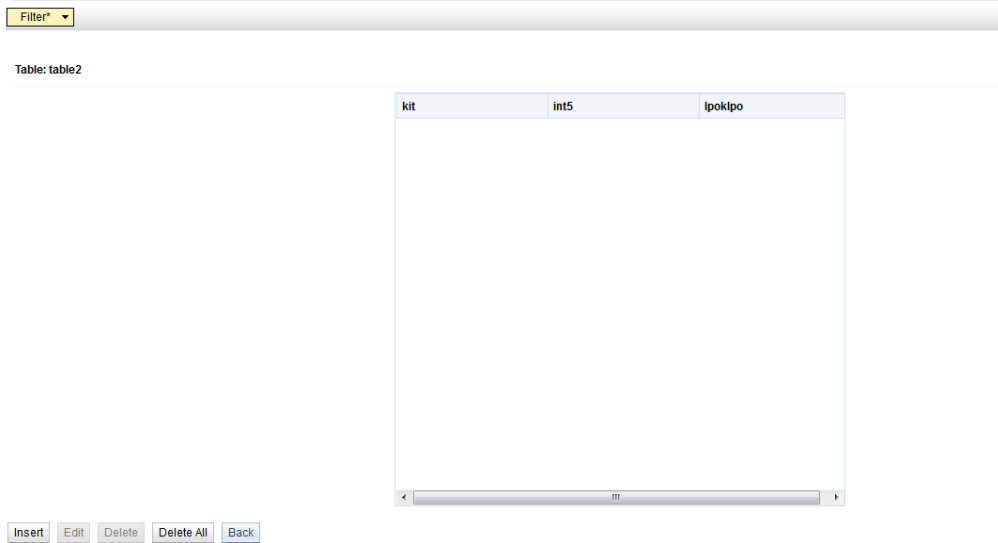 Filter*
Table: table2
kit int5 lpoklpo
Insert Edit Delete Delete All Back